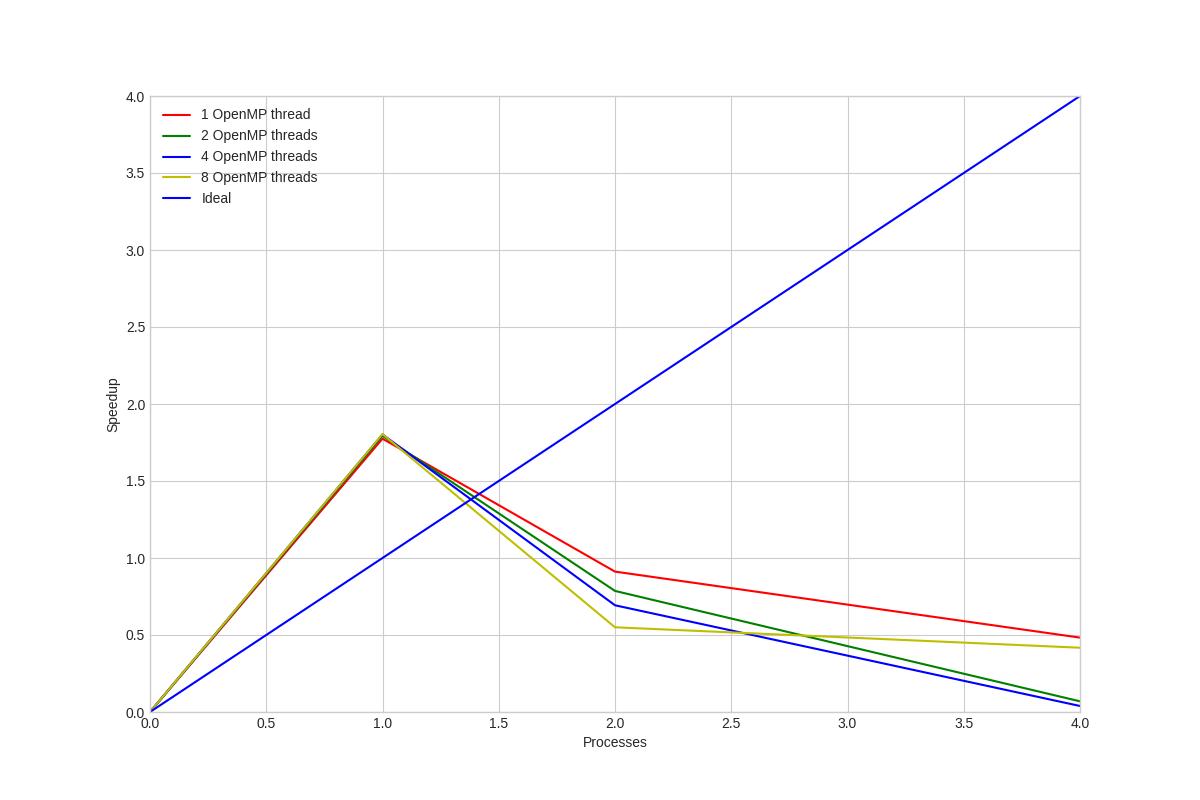 4.0
3.5
3.0
2.5
2.0
1.5
1.0
0.5
0.0
Speedup
1 OpenMP thread
2 OpenMP threads
4 OpenMP threads
8 OpenMP threads
Ideal
0.0 0.5 1.0 1.5 2.0 2.5 3.0 3.5 4.0
Processes